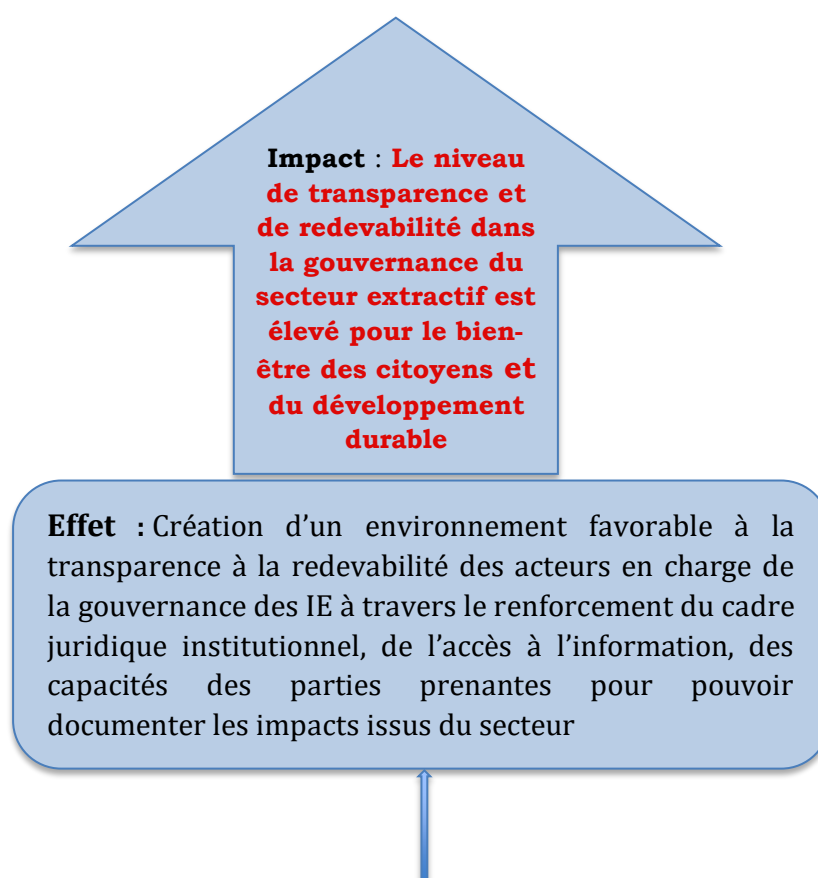 Impact : Le niveau
de transparence et
de redevabilité dans
la gouvernance du
secteur extractif est
élevé pour le bien-
être des citoyens et
du développement
durable
Effet : Création d’un environnement favorable à la
transparence à la redevabilité des acteurs en charge de
la gouvernance des IE à travers le renforcement du cadre
juridique institutionnel, de l’accès à l’information, des
capacités des parties prenantes pour pouvoir
documenter les impacts issus du secteur